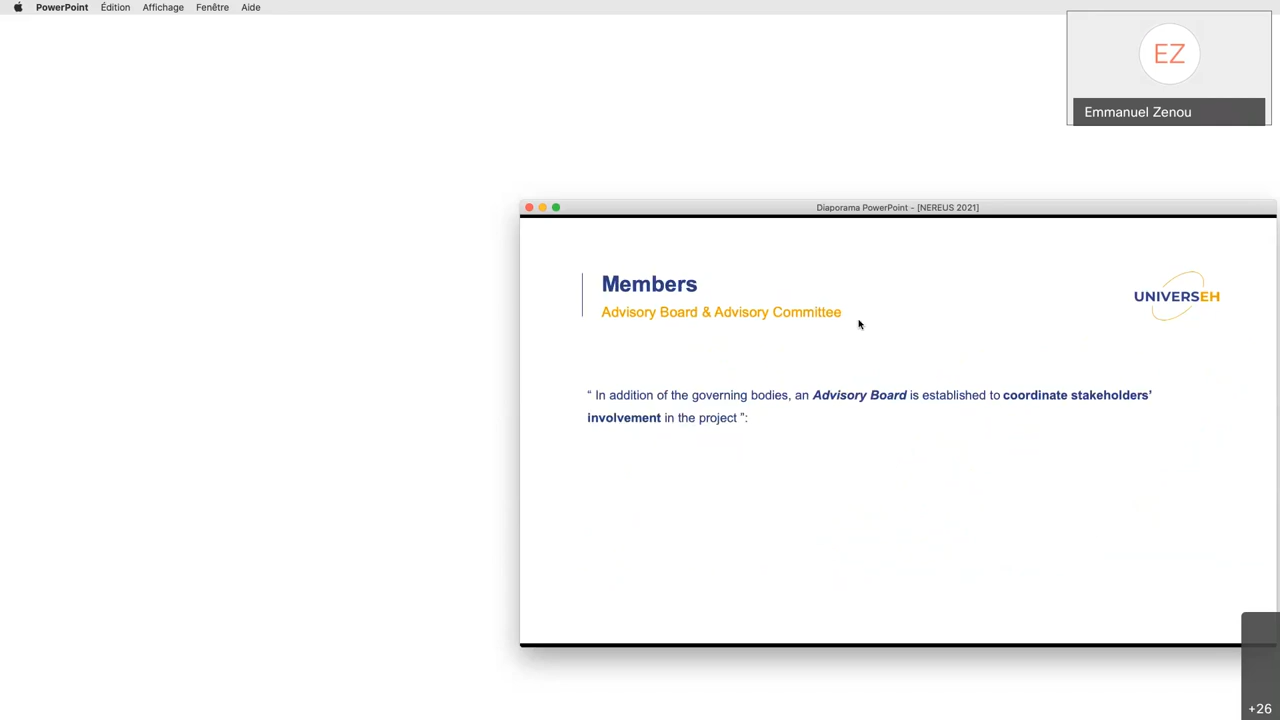 PowerPoint Édition Affichage Fenêtre Aide
EZ
Emmanuel Zenou
Diaporama PowerPoint - [NEREUS 2021]
Members
Advisory Board & Advisory Committee
UNIVERSEH
“ In addition of the governing bodies, an Advisory Board is established to coordinate stakeholders’
involvement in the project ”:
+26